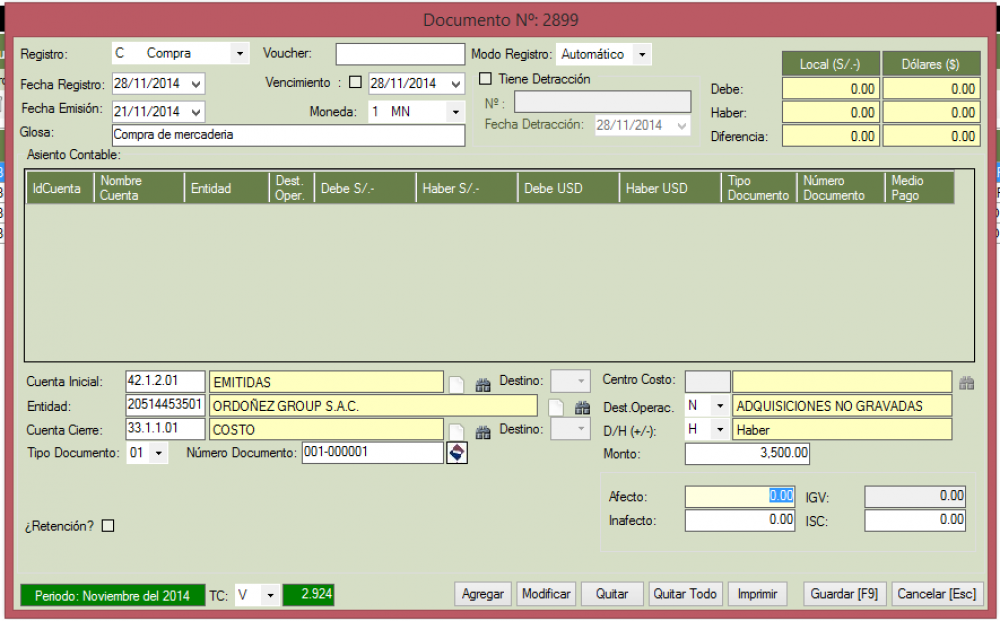 Documento Nº: 2899
Registro: C Compra Voucher: Modo Registro: Automático
Local (S/.-) Dólares ($)
Fecha Registro: 28/11/2014 Vencimiento : 28/11/2014 Tiene Detracción
Debe: 0.00 0.00
Fecha Emisión: 21/11/2014 Moneda: 1 MN Nº :
Haber: 0.00 0.00
Fecha Detracción: 28/11/2014
Glosa: Compra de mercaderia
Diferencia: 0.00 0.00
Asiento Contable:
IdCuenta Nombre Cuenta Entidad Dest. Oper. Debe S/.- Haber S/.- Debe USD Haber USD Tipo Documento Número Documento Medio Pago
Cuenta Inicial: 42.1.2.01 EMITIDAS Destino: Centro Costo:
Entidad: 20514453501 ORDOÑEZ GROUP S.A.C. Dest.Operac. N ADQUISICIONES NO GRAVADAS
Cuenta Cierre: 33.1.1.01 COSTO Destino: D/H (+/-): H Haber
Tipo Documento: 01 Número Documento: 001-000001 Monto: 3,500.00
Afecto: 0.00 IGV: 0.00
¿Retención? Inafecto: 0.00 ISC: 0.00
Periodo: Noviembre del 2014 TC: V 2.924 Agregar Modificar Quitar Quitar Todo Imprimir Guardar [F9] Cancelar [Esc]